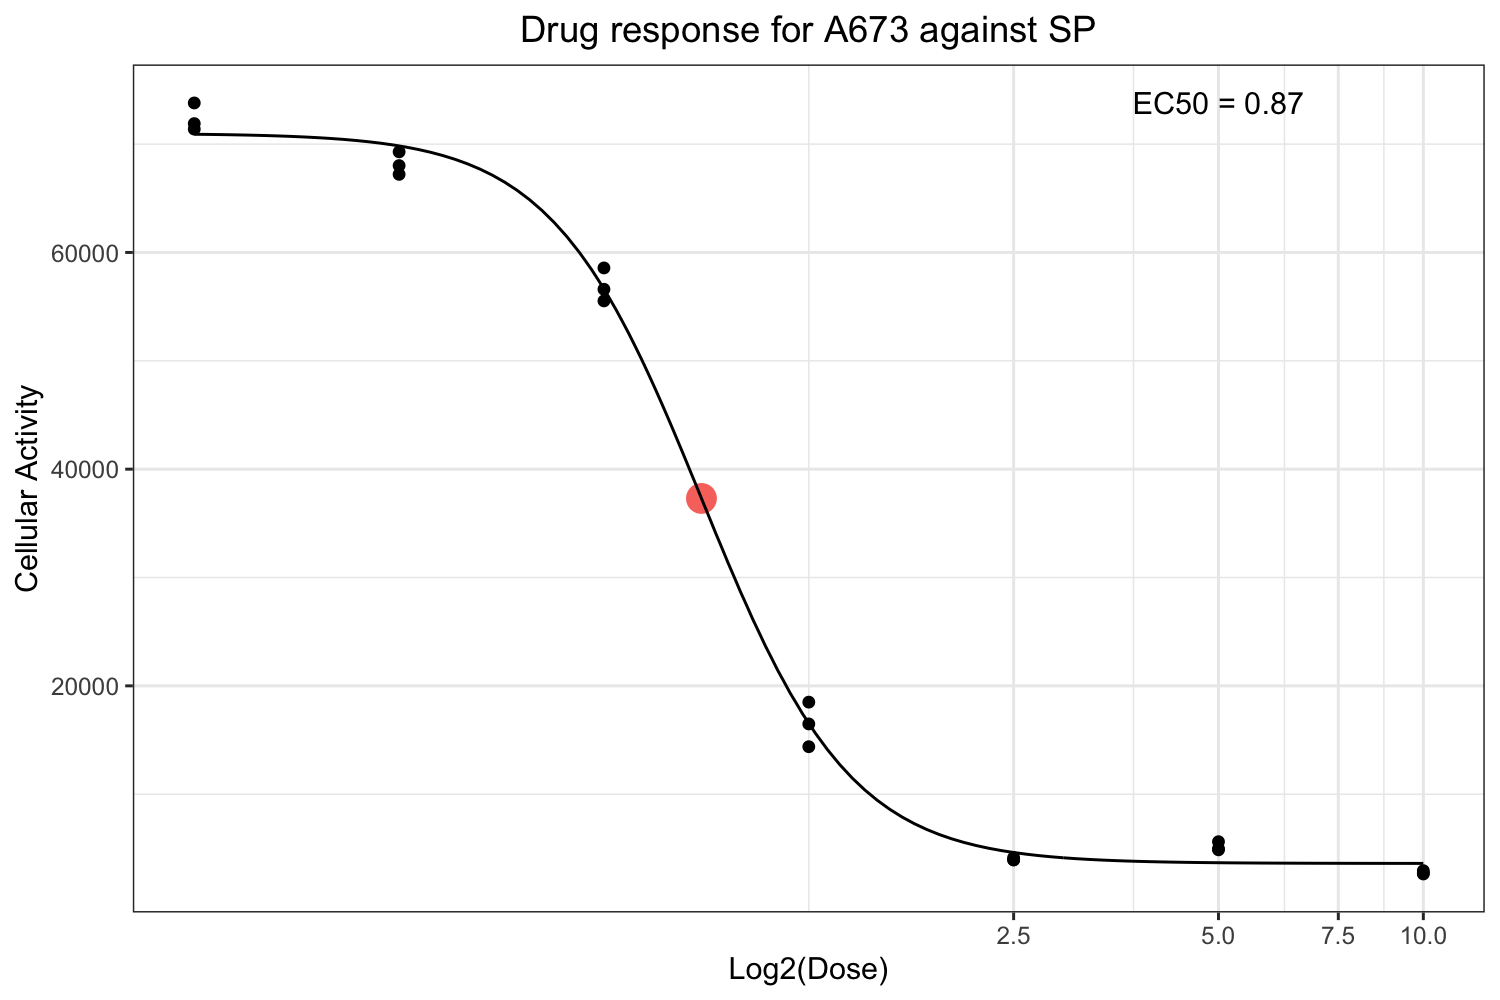 Drug response for A673 against SP
EC50 = 0.87
60000
40000
20000
Cellular Activity
2.5 5.0 7.5 10.0
Log2(Dose)